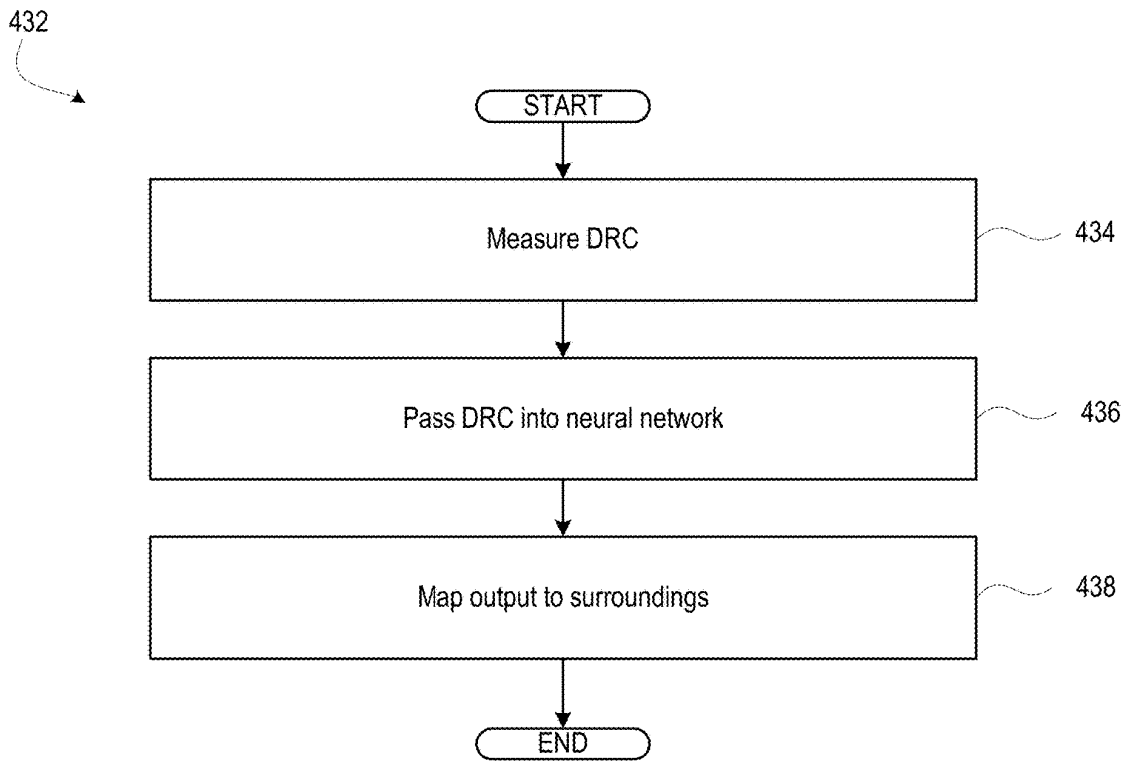 432
START
Measure DRC
434
Pass DRC into neural network
436
Map output to surroundings
438
END